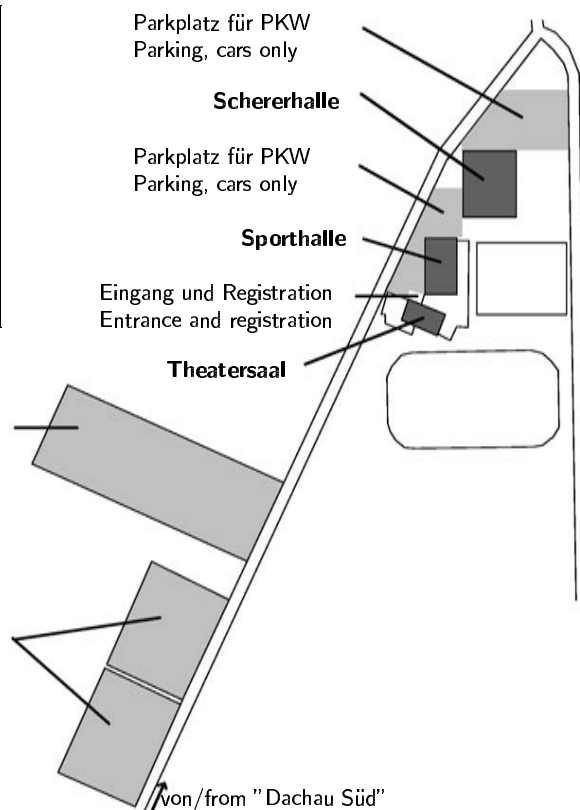 Parkplatz für PKW
Parking, cars only
Schererhalle
Parkplatz für PKW
Parking, cars only
Sporthalle
Eingang und Registration
Entrance and registration
Theatersaal
von/from "Dachau Süd"